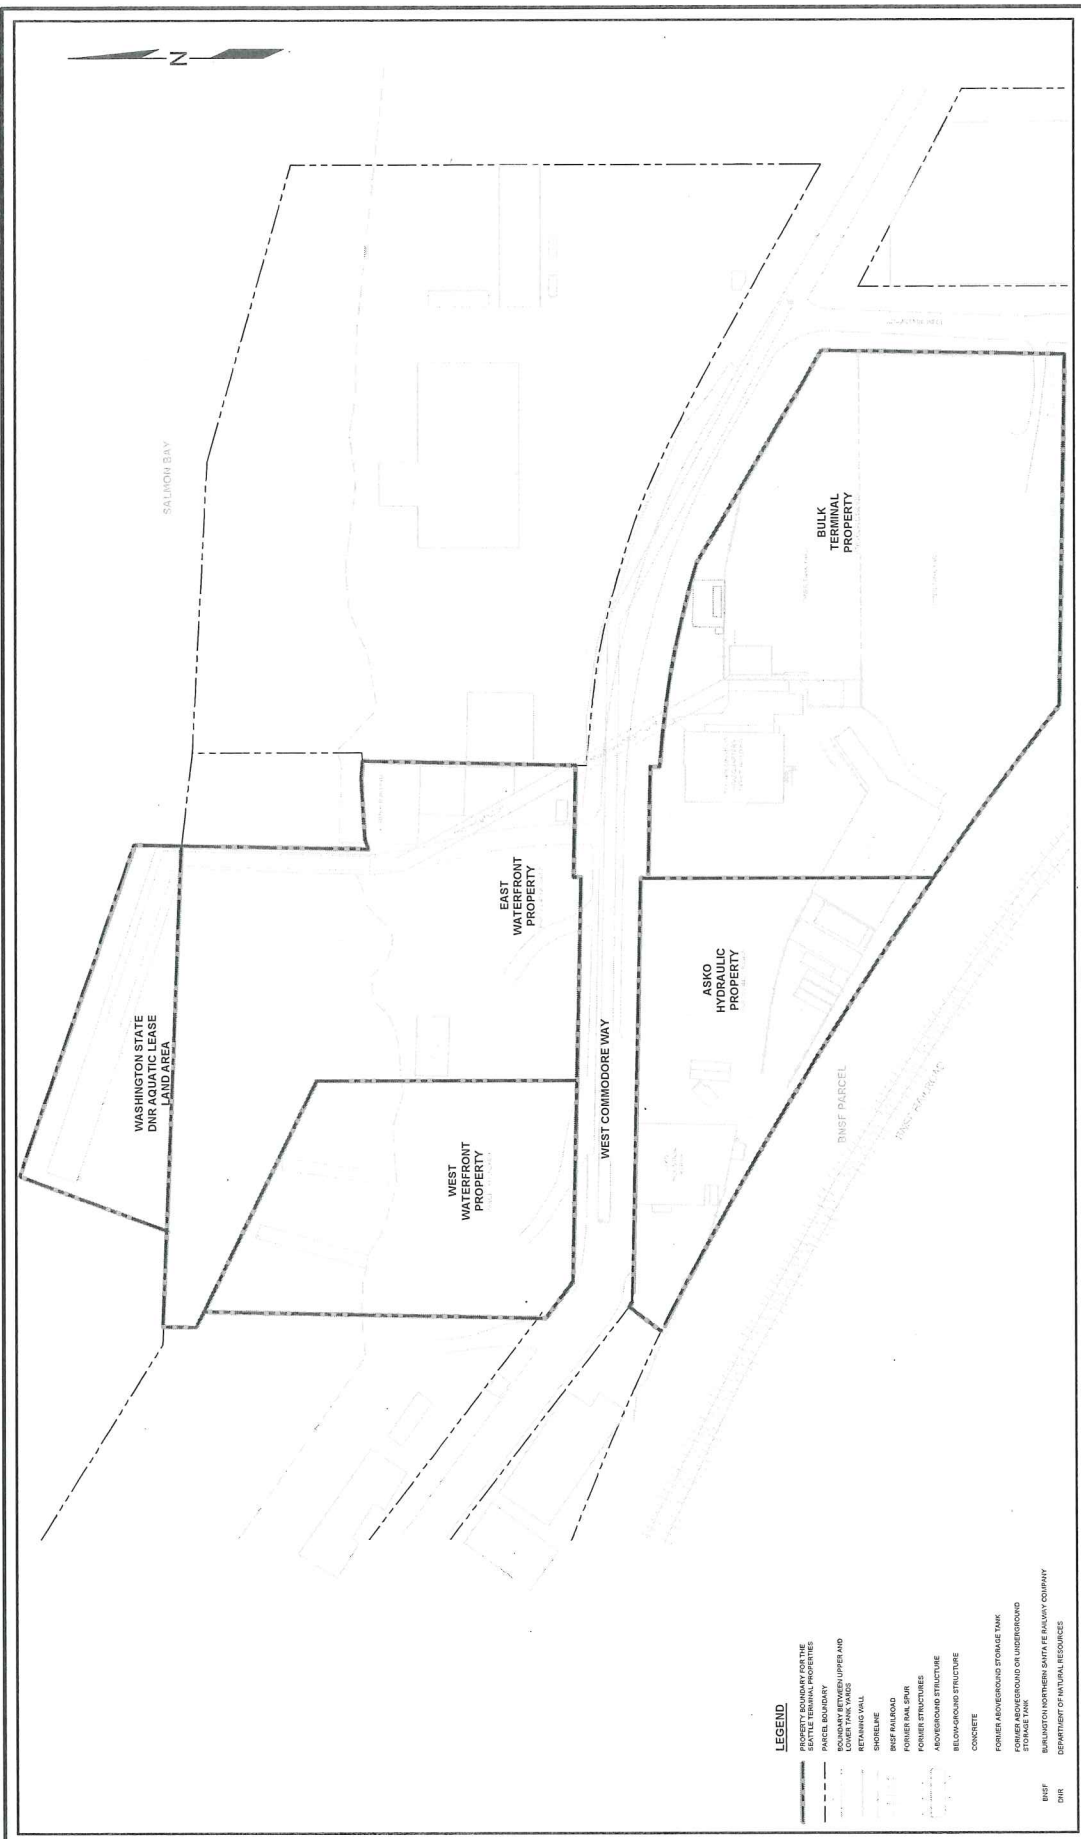 N
SALMON BAY
WASHINGTON STATE
DNR AQUATIC LEASE
LAND AREA
EAST
WATERFRONT
PROPERTY
WEST
WATERFRONT
PROPERTY
WEST COMMODORE WAY
BULK
TERMINAL
PROPERTY
ASKO
HYDRAULIC
PROPERTY
BNSF PARCEL
BNSF RAILROAD
LEGEND
PROPERTY BOUNDARY FOR THE
SEATTLE TERMINAL PROPERTIES
PARCEL BOUNDARY
BOUNDARY BETWEEN UPPER AND
LOWER TANK YARDS
RETAINING WALL
SHORELINE
BNSF RAILROAD
FORMER RAIL SPUR
FORMER STRUCTURES
ABOVEGROUND STRUCTURE
BELOW-GROUND STRUCTURE
CONCRETE
FORMER ABOVEGROUND STORAGE TANK
FORMER ABOVEGROUND OR UNDERGROUND
STORAGE TANK
BNSF BURLINGTON NORTHERN SANTA FE RAILWAY COMPANY
DNR DEPARTMENT OF NATURAL RESOURCES